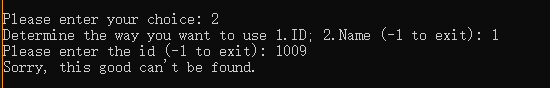 Please enter your choice: 2
Determine the way you want to use 1.ID; 2.Name (-1 to exit): 1
Please enter the id (-1 to exit): 1009
Sorry, this good can't be found.